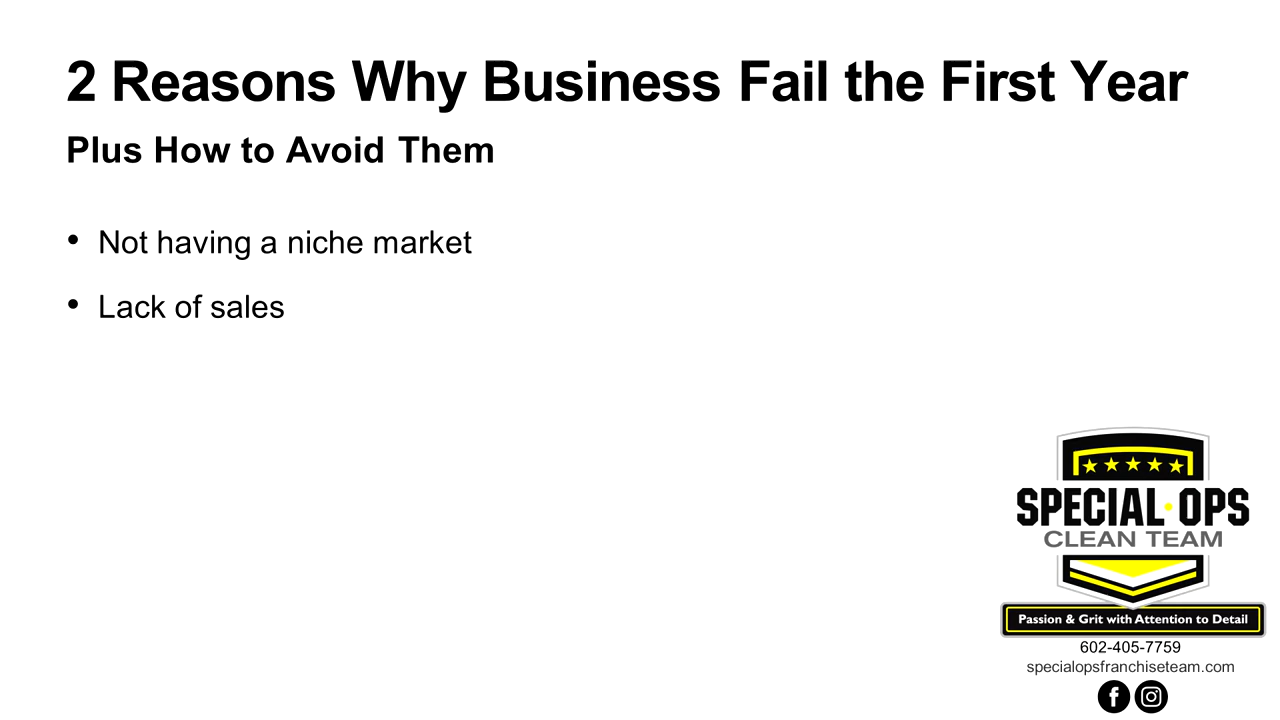 2 Reasons Why Business Fail the First Year
Plus How to Avoid Them
• Not having a niche market
• Lack of sales
SPECIAL·OPS
CLEAN TEAM
Passion & Grit with Attention to Detail
602-405-7759
specialopsfranchiseteam.com